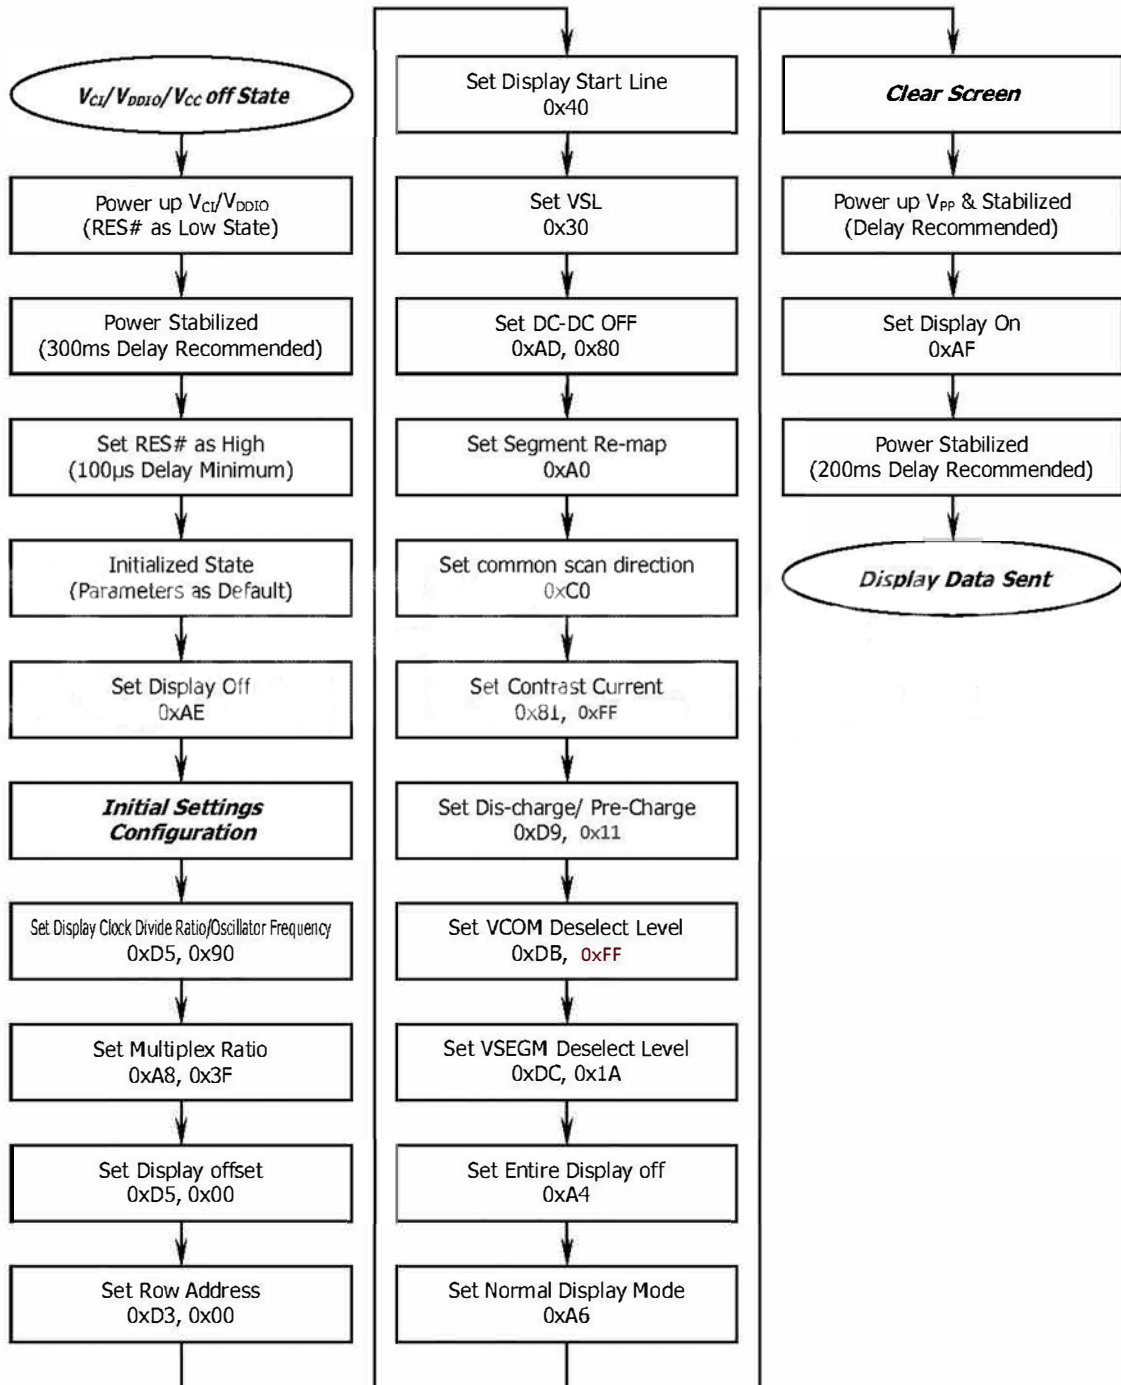 VCI/VDDIO/VCC off State
Power up VCI/VDDIO
(RES# as Low State)
Power Stabilized
(300ms Delay Recommended)
Set RES# as High
(100µs Delay Minimum)
Initialized State
(Parameters as Default)
Set Display Off
0xAE
Initial Settings
Configuration
Set Display Clock Divide Ratio/Oscillator Frequency
0xD5, 0x90
Set Multiplex Ratio
0xA8, 0x3F
Set Display offset
0xD5, 0x00
Set Row Address
0xD3, 0x00
Set Display Start Line
0x40
Set VSL
0x30
Set DC-DC OFF
0xAD, 0x80
Set Segment Re-map
0xA0
Set common scan direction
0xC0
Set Contrast Current
0x81, 0xFF
Set Dis-charge/ Pre-Charge
0xD9, 0x11
Set VCOM Deselect Level
0xDB, 0xFF
Set VSEGM Deselect Level
0xDC, 0x1A
Set Entire Display off
0xA4
Set Normal Display Mode
0xA6
Clear Screen
Power up VPP & Stabilized
(Delay Recommended)
Set Display On
0xAF
Power Stabilized
(200ms Delay Recommended)
Display Data Sent